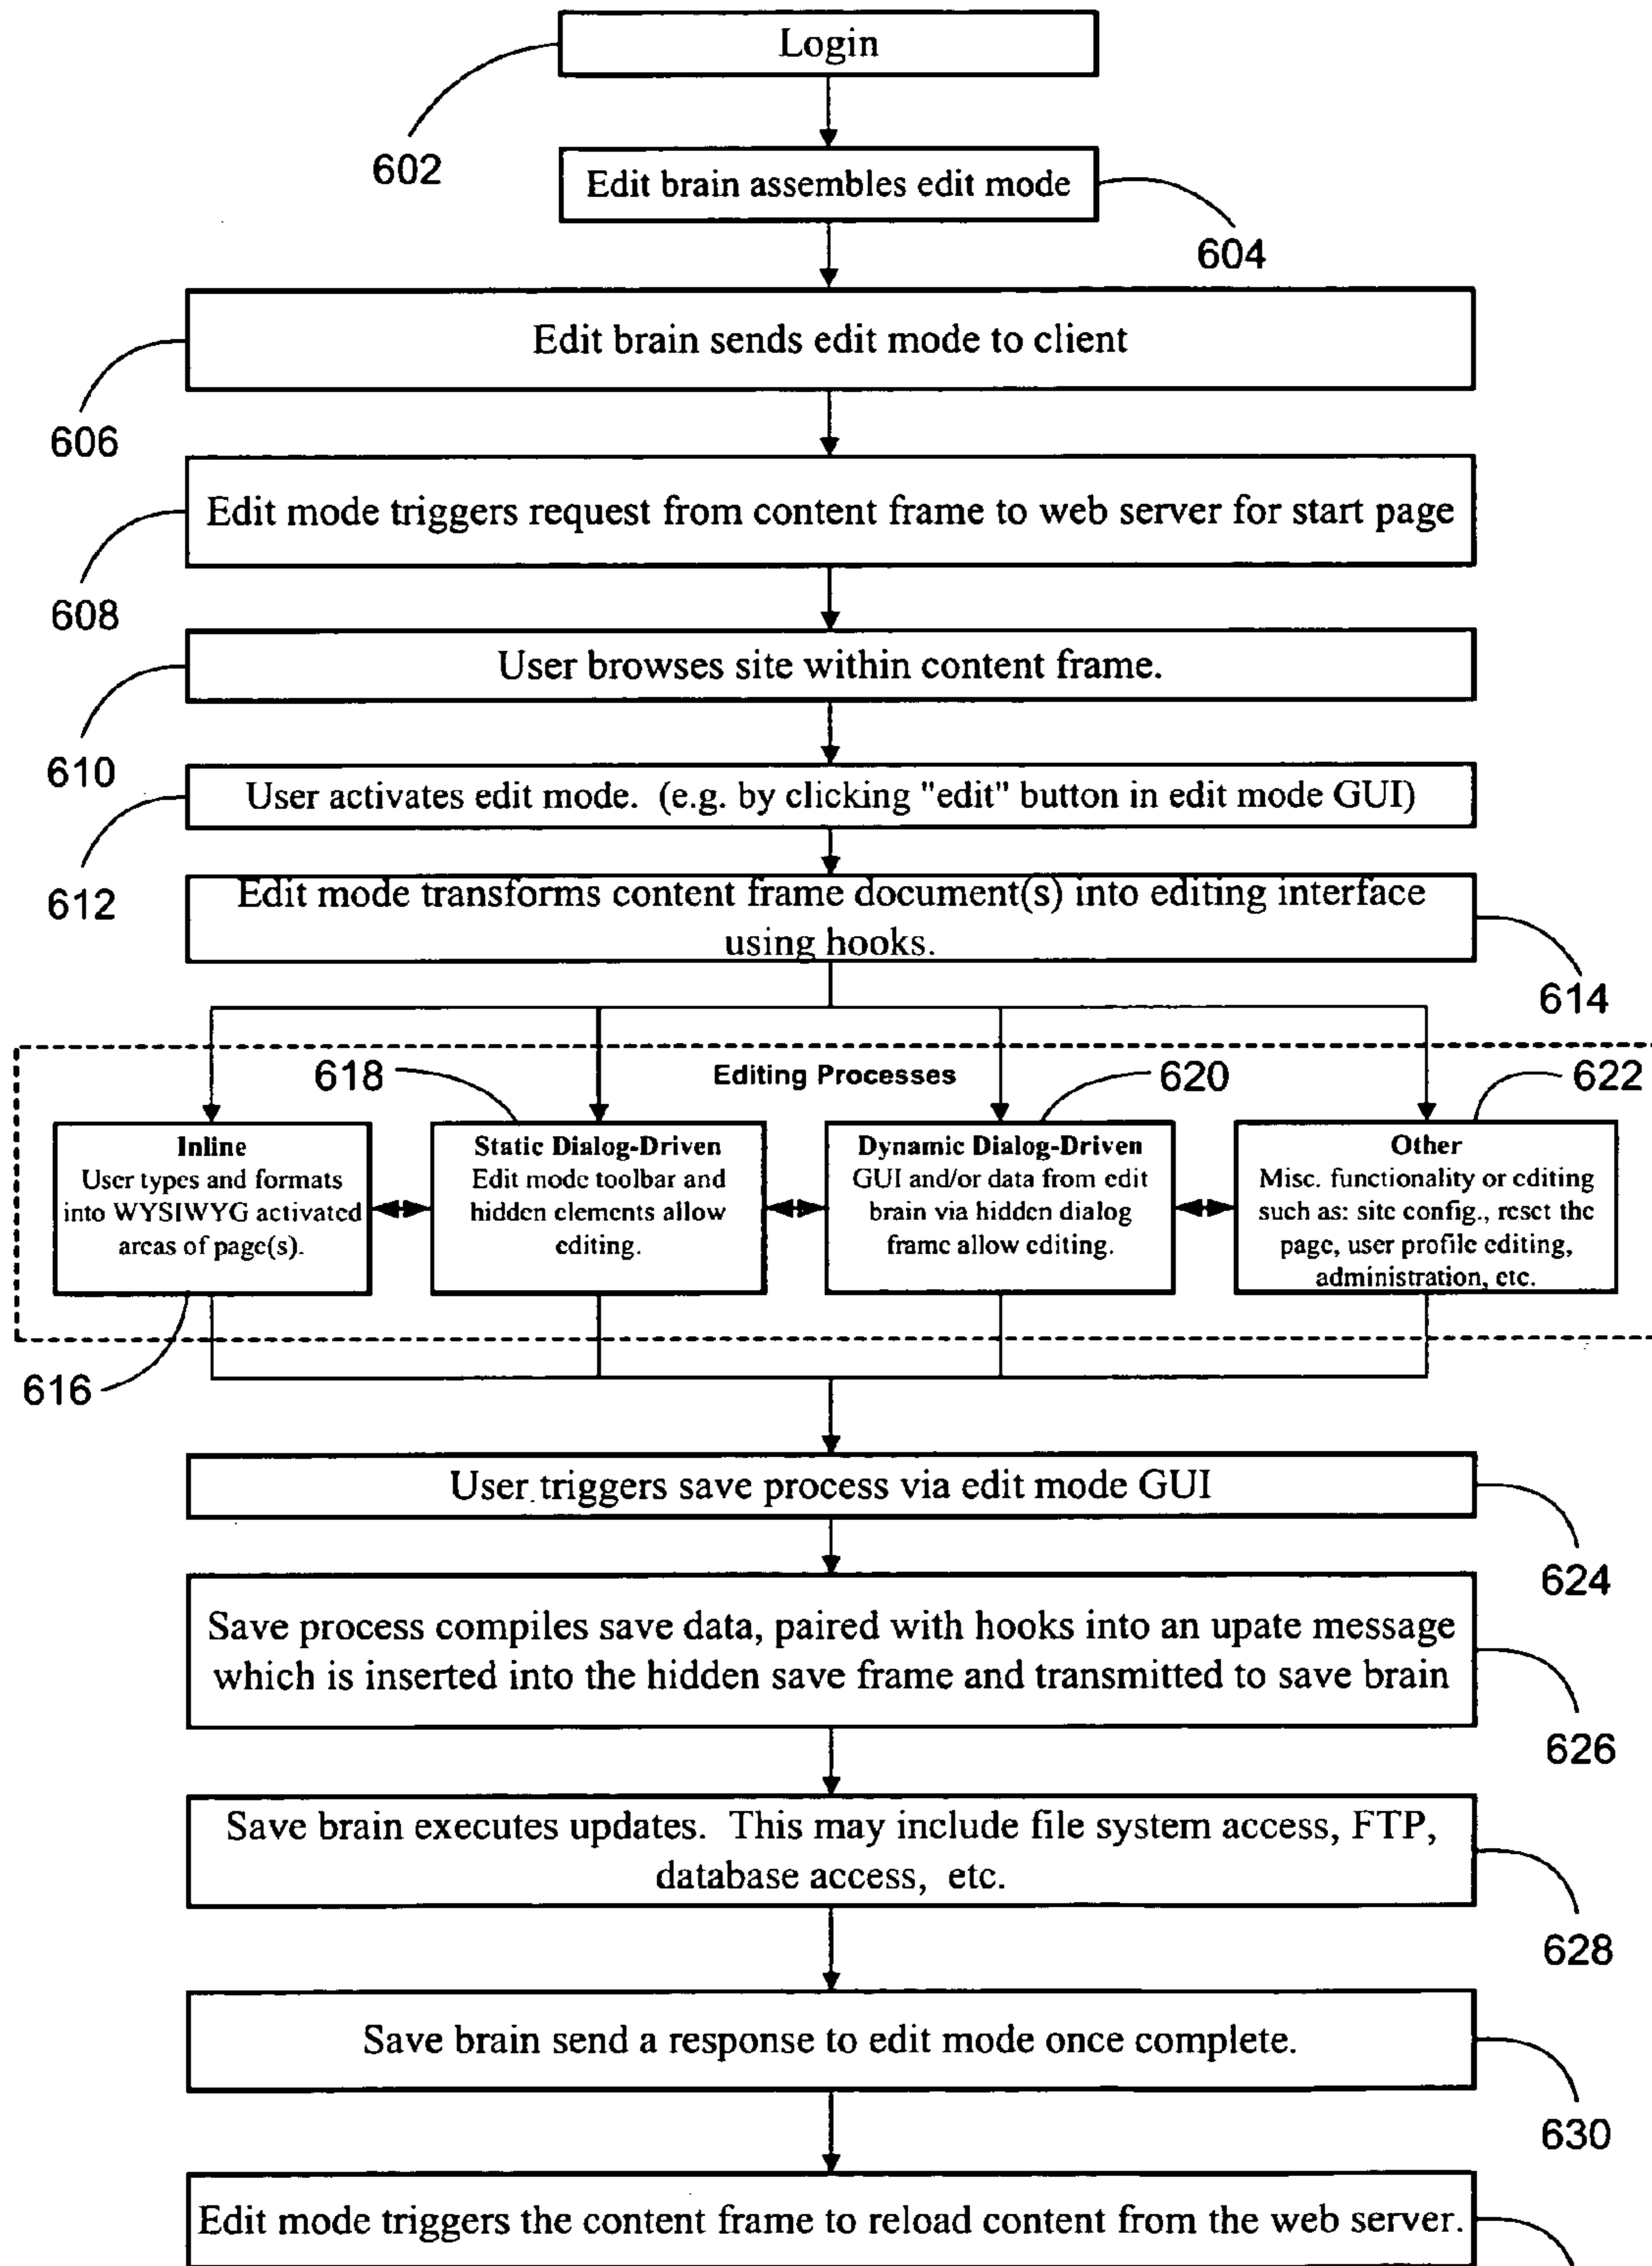 Login
602
Edit brain assembles edit mode
604
Edit brain sends edit mode to client
606
Edit mode triggers request from content frame to web server for start page
608
User browses site within content frame.
610
User activates edit mode. (e.g. by clicking "edit" button in edit mode GUI)
612
Edit mode transforms content frame document(s) into editing interface
using hooks.
614
Editing Processes
618
620
622
Inline
User types and formats
into WYSIWYG activated
areas of page(s).
616
Static Dialog-Driven
Edit mode toolbar and
hidden elements allow
editing.
Dynamic Dialog-Driven
GUI and/or data from edit
brain via hidden dialog
frame allow editing.
Other
Misc. functionality or editing
such as: site config., reset the
page, user profile editing,
administration, etc.
User triggers save process via edit mode GUI
624
Save process compiles save data, paired with hooks into an upate message
which is inserted into the hidden save frame and transmitted to save brain
626
Save brain executes updates. This may include file system access, FTP,
database access, etc.
628
Save brain send a response to edit mode once complete.
630
Edit mode triggers the content frame to reload content from the web server.